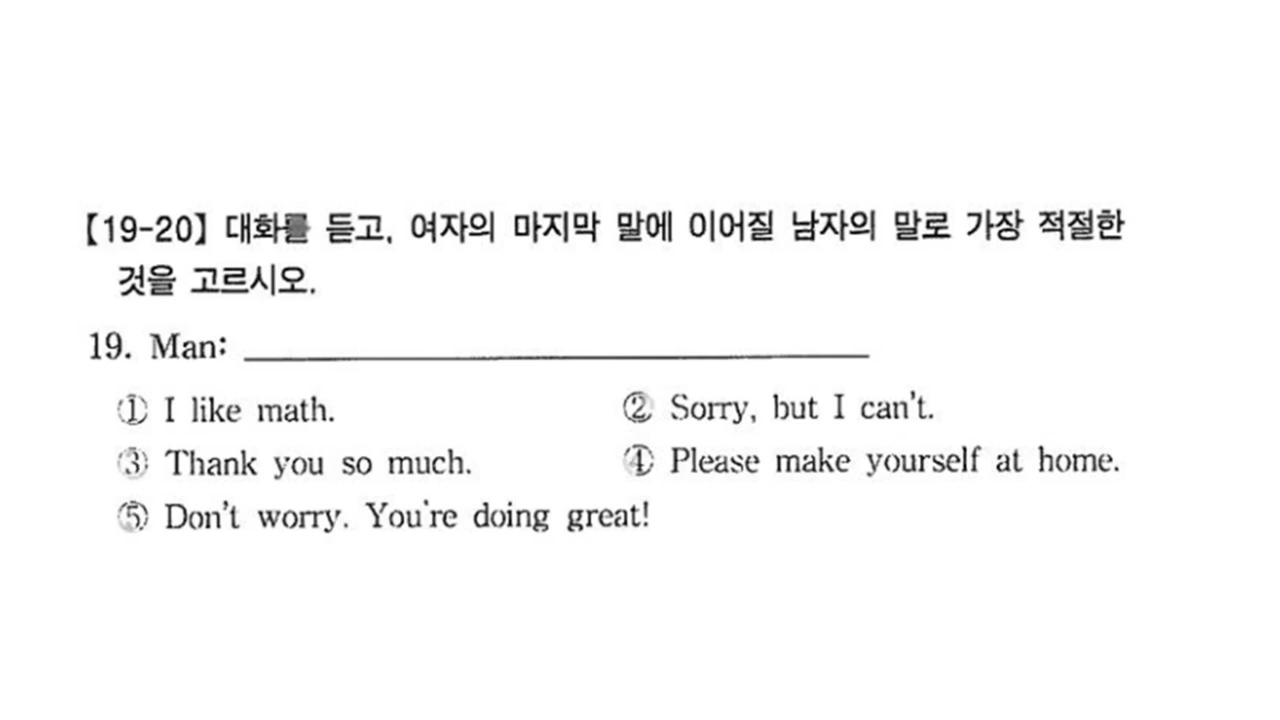 【19-20】 대화를 듣고, 여자의 마지막 말에 이어질 남자의 말로 가장 적절한
것을 고르시오.
19. Man:
① I like math.
② Sorry, but I can't.
③ Thank you so much.
④ Please make yourself at home.
⑤ Don't worry. You're doing great!